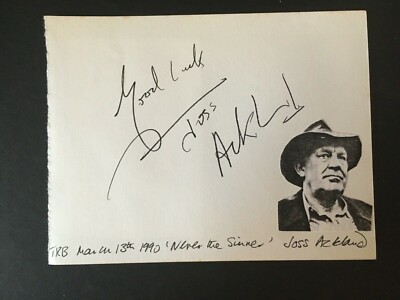 Good luck
Joss
Ackland
TRB March 13th 1990 'Never the Sinner' Joss Ackland